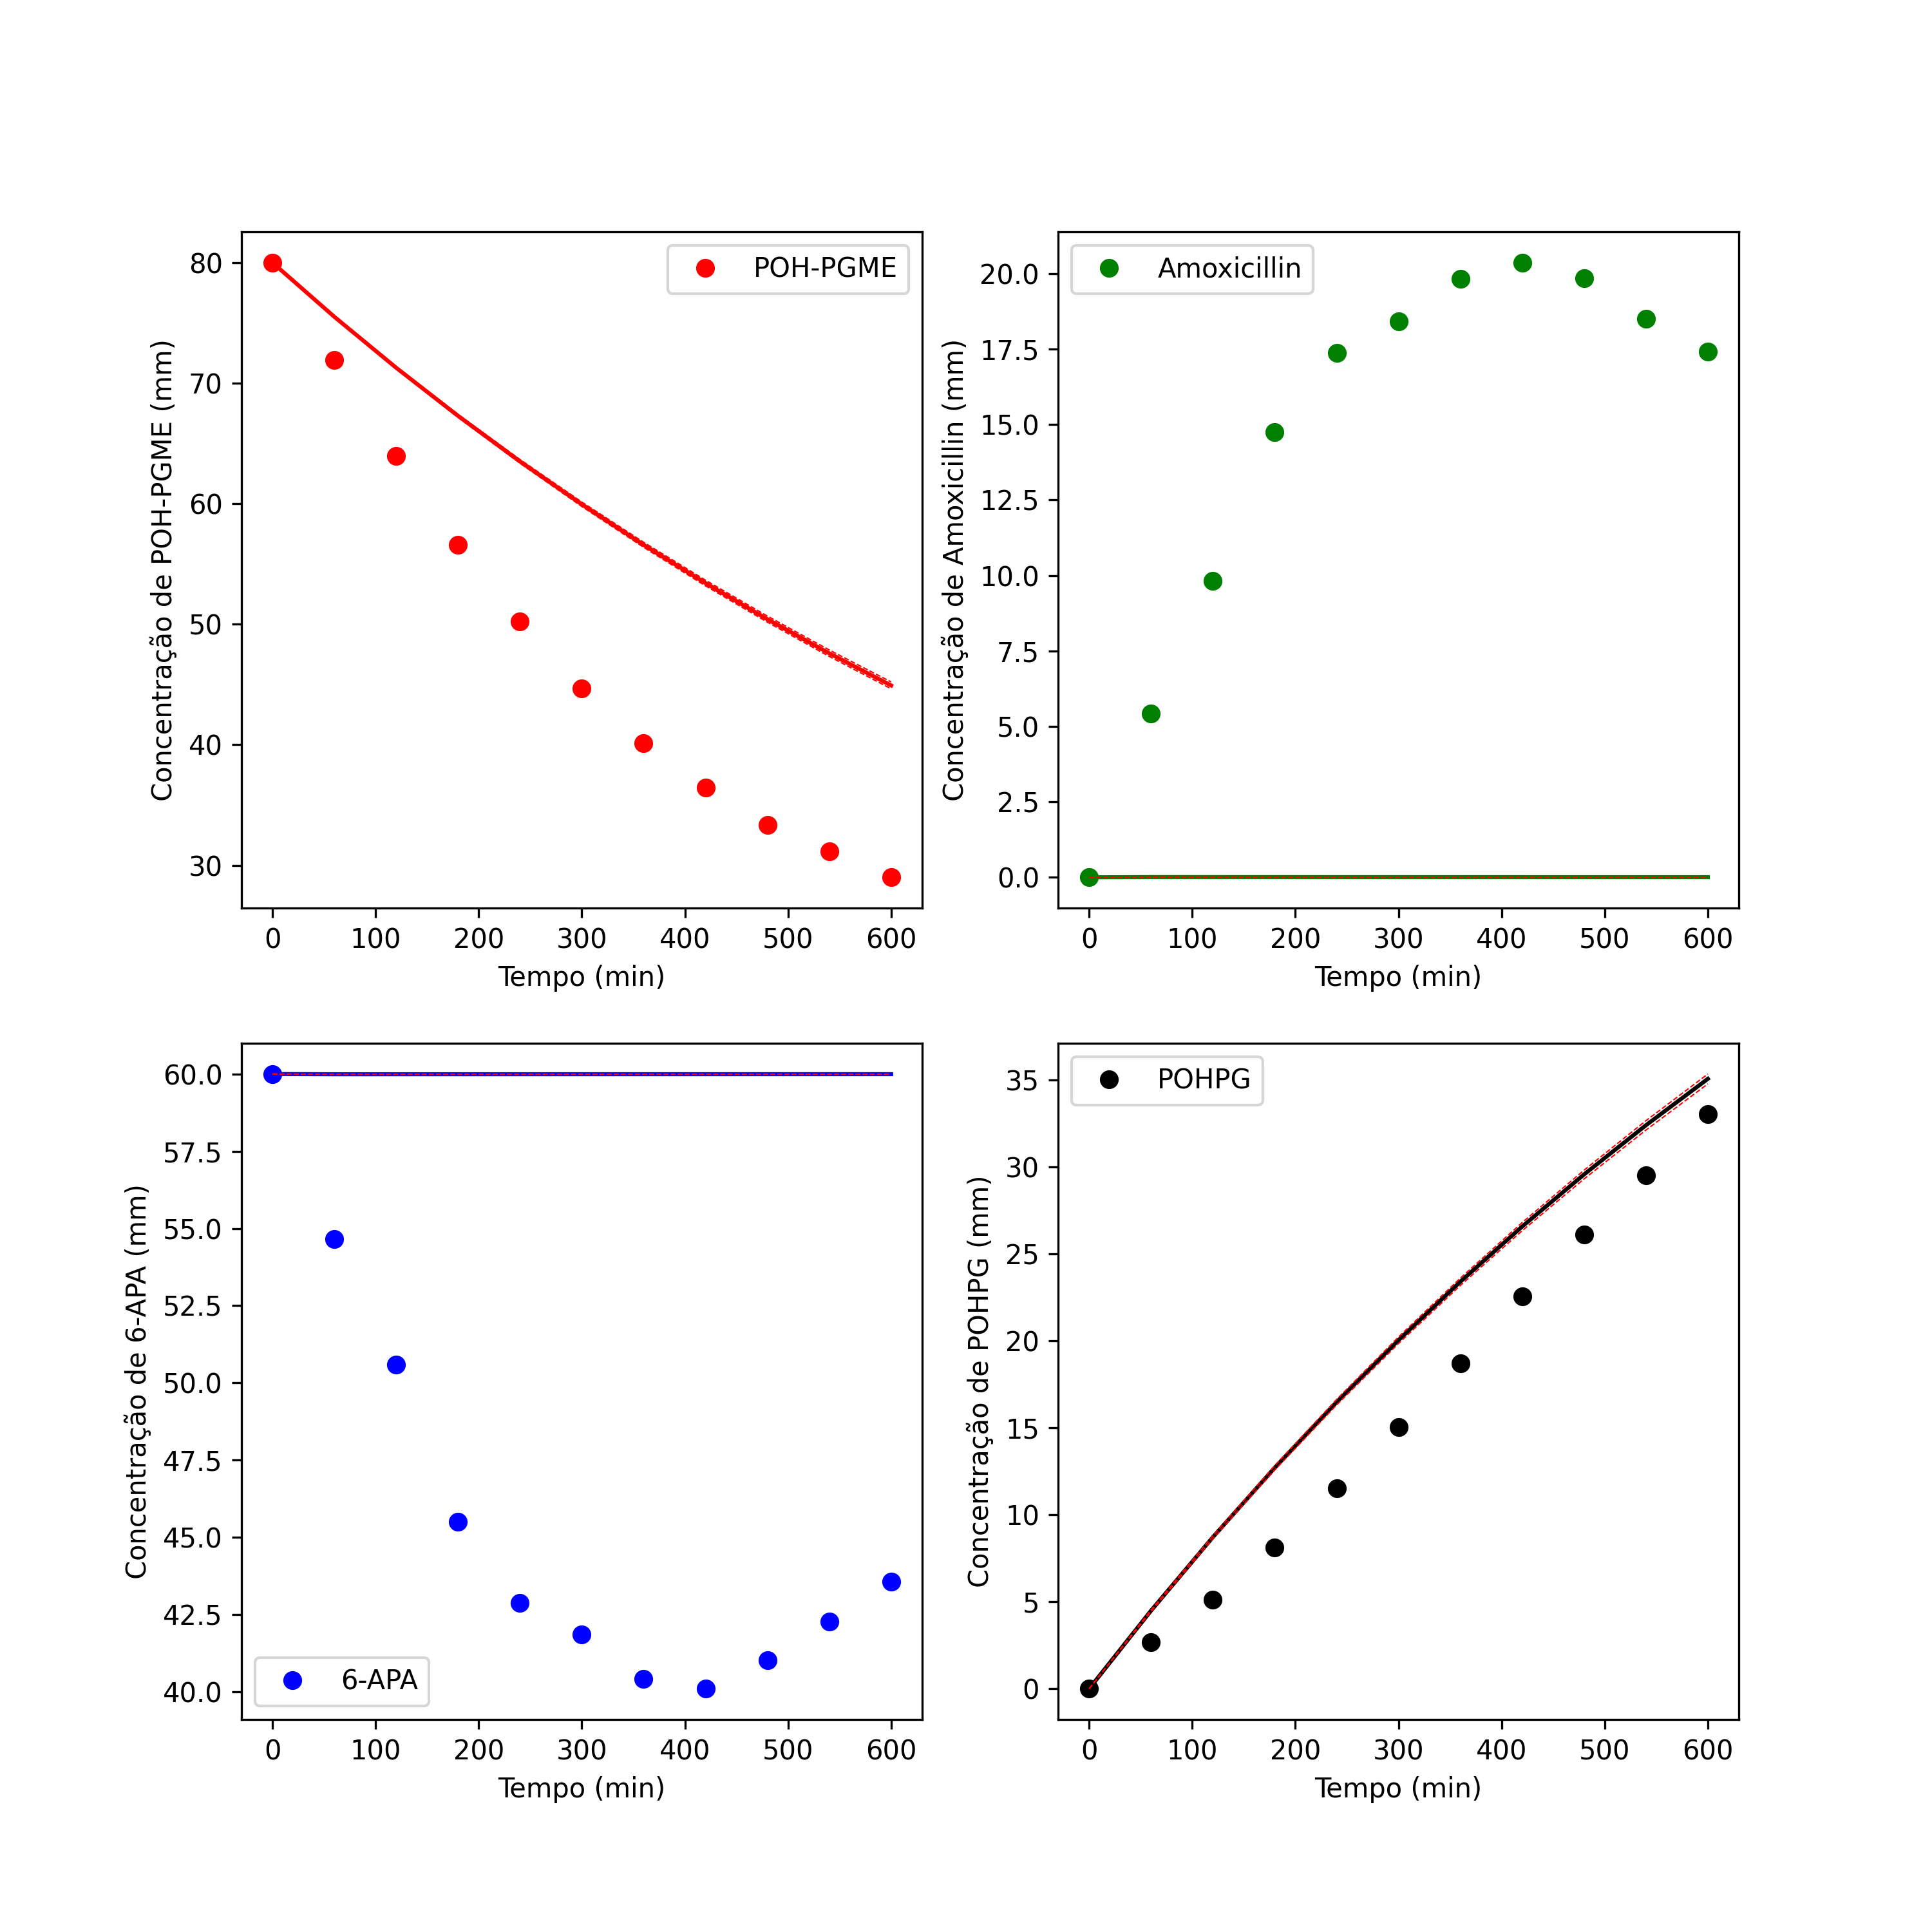 POH-PGME
80
70
60
50
40
30
Concentração de POH-PGME (mm)
0 100 200 300 400 500 600
Tempo (min)
Amoxicillin
20.0
17.5
15.0
12.5
10.0
7.5
5.0
2.5
0.0
Concentração de Amoxicillin (mm)
0 100 200 300 400 500 600
Tempo (min)
60.0
57.5
55.0
52.5
50.0
47.5
45.0
42.5
40.0
Concentração de 6-APA (mm)
6-APA
0 100 200 300 400 500 600
Tempo (min)
POHPG
35
30
25
20
15
10
5
0
Concentração de POHPG (mm)
0 100 200 300 400 500 600
Tempo (min)